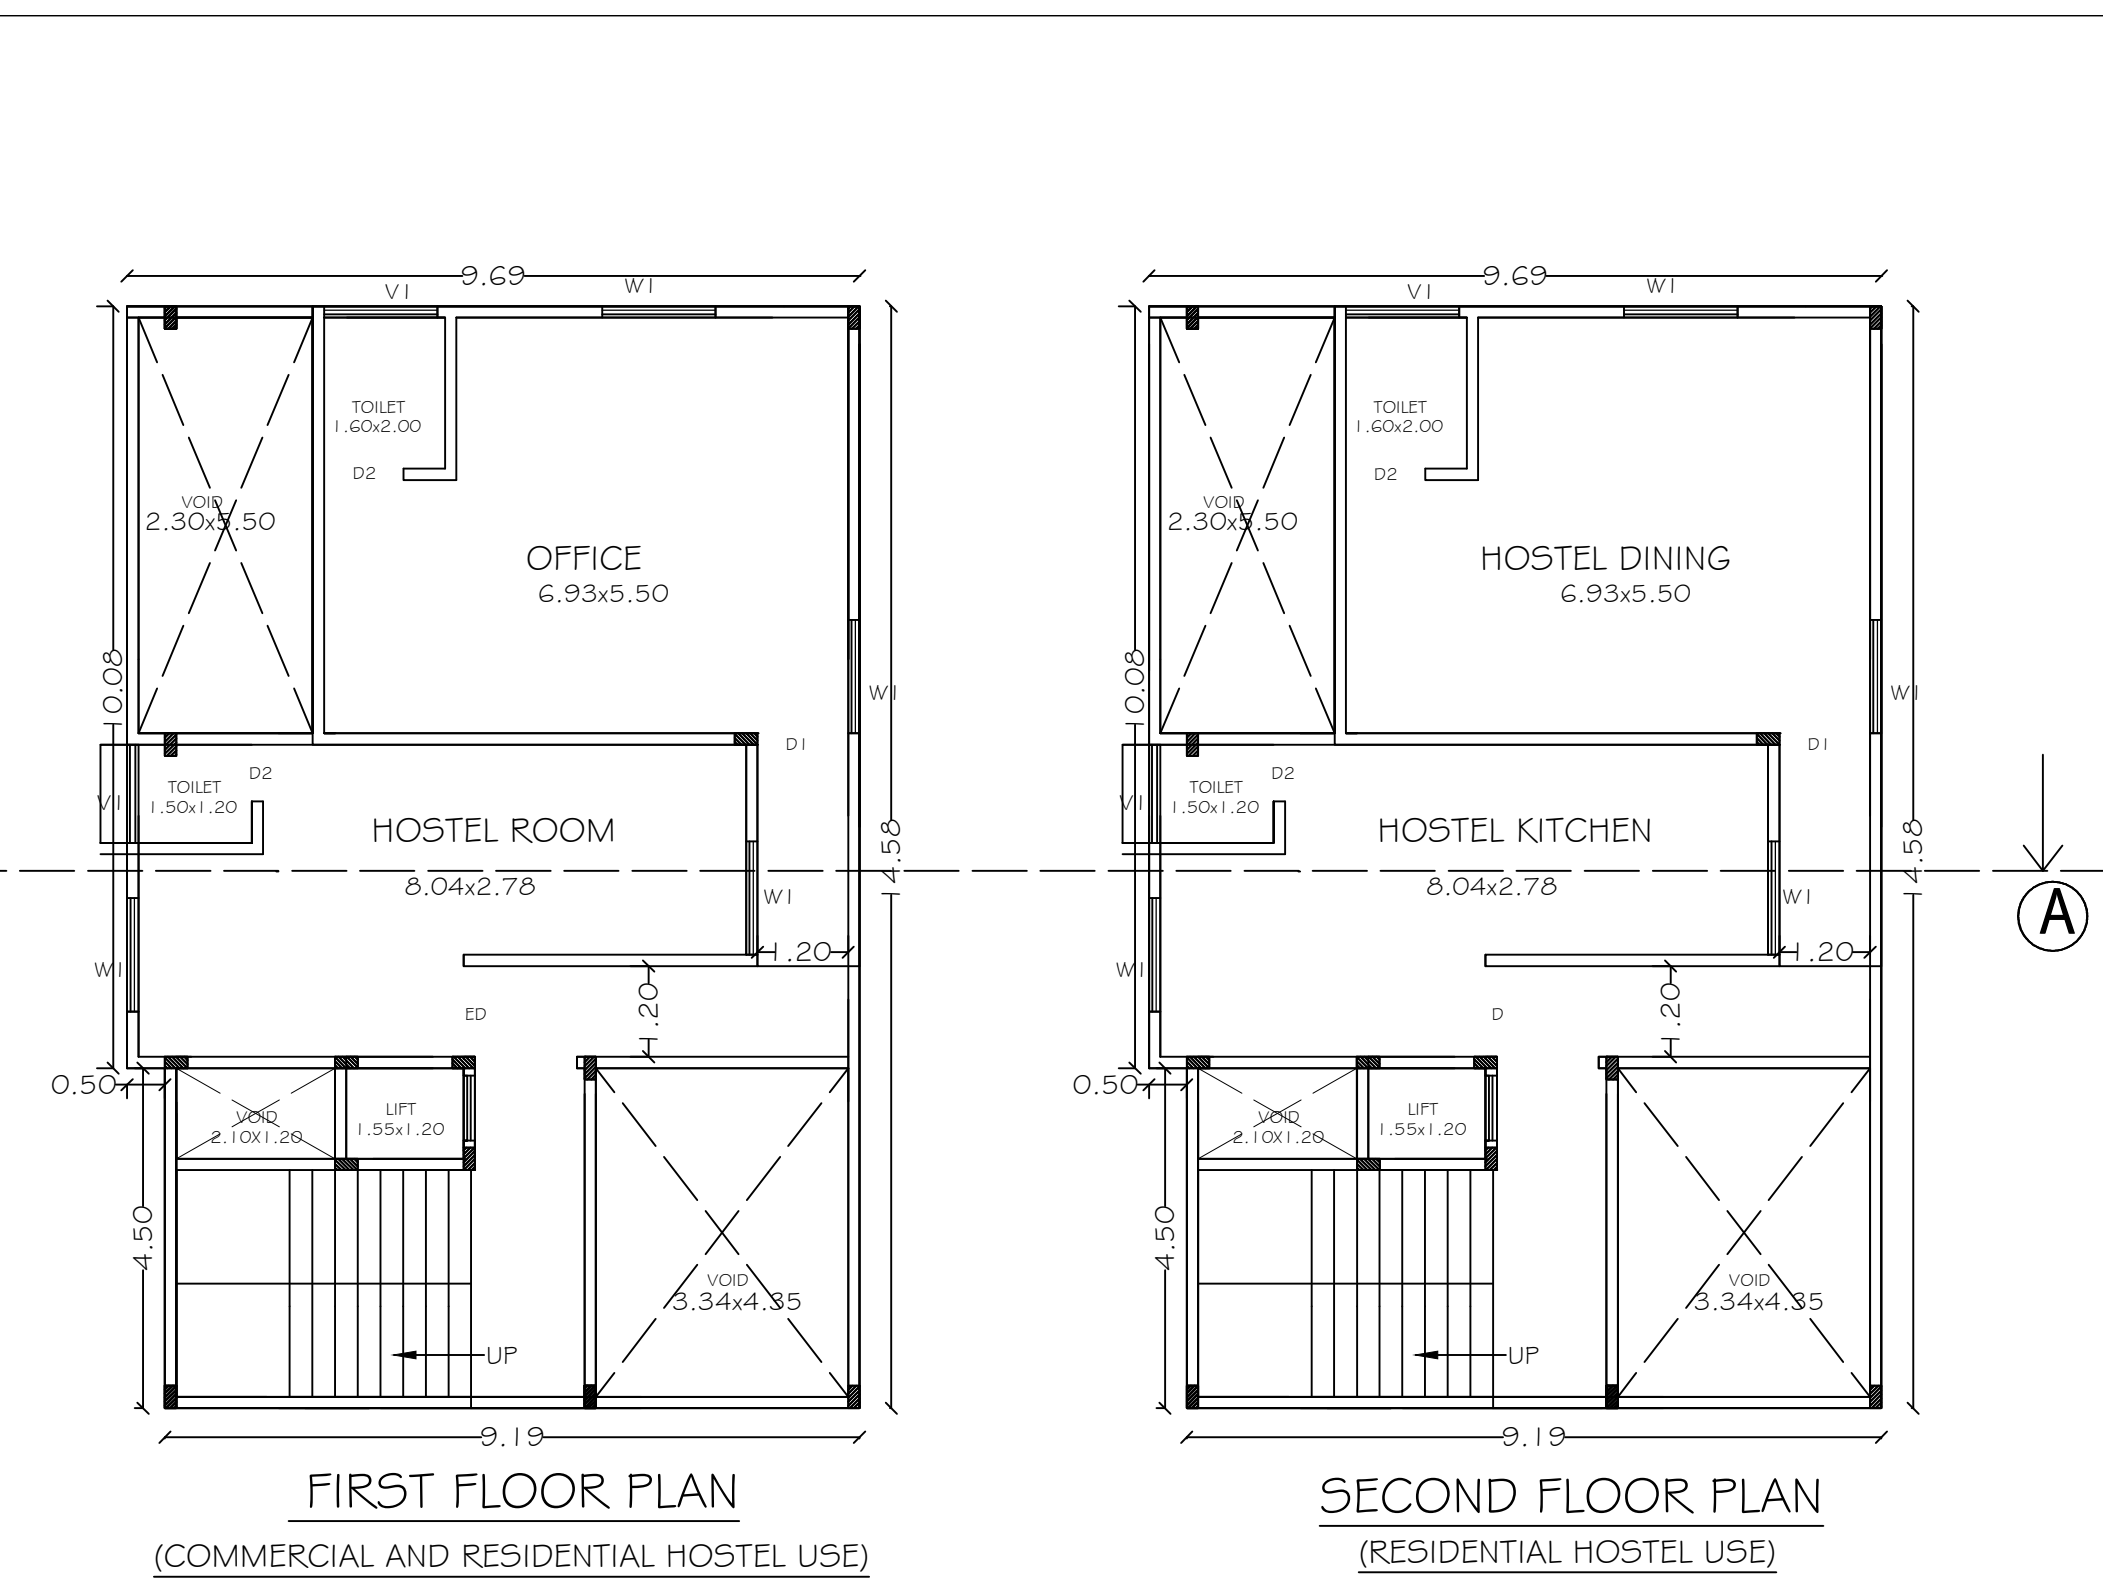 9.69
V1
W1
TOILET
1.60x2.00
D2
VOID
2.30x5.50
OFFICE
6.93x5.50
10.08
W1
D1
TOILET
1.50x1.20
D2
V1
HOSTEL ROOM
8.04x2.78
14.58
W1
1.20
W1
1.20
ED
0.50
VOID
2.10X1.20
LIFT
1.55x1.20
4.50
VOID
3.34x4.35
UP
9.19
FIRST FLOOR PLAN
(COMMERCIAL AND RESIDENTIAL HOSTEL USE)
9.69
V1
W1
TOILET
1.60x2.00
D2
VOID
2.30x5.50
HOSTEL DINING
6.93x5.50
10.08
W1
D1
TOILET
1.50x1.20
D2
V1
HOSTEL KITCHEN
8.04x2.78
14.58
W1
1.20
W1
1.20
D
0.50
VOID
2.10X1.20
LIFT
1.55x1.20
4.50
VOID
3.34x4.35
UP
9.19
SECOND FLOOR PLAN
(RESIDENTIAL HOSTEL USE)
A